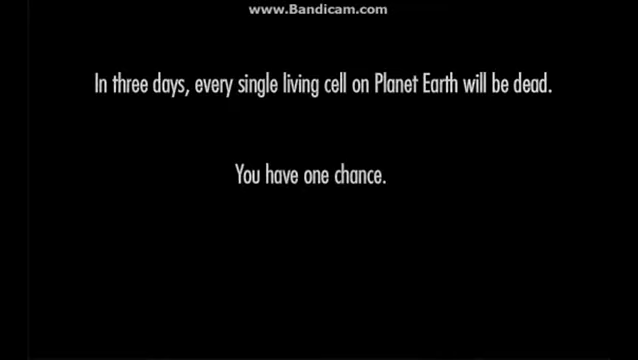 www.Bandicam.com
In three days, every single living cell on Planet Earth will be dead.
You have one chance.